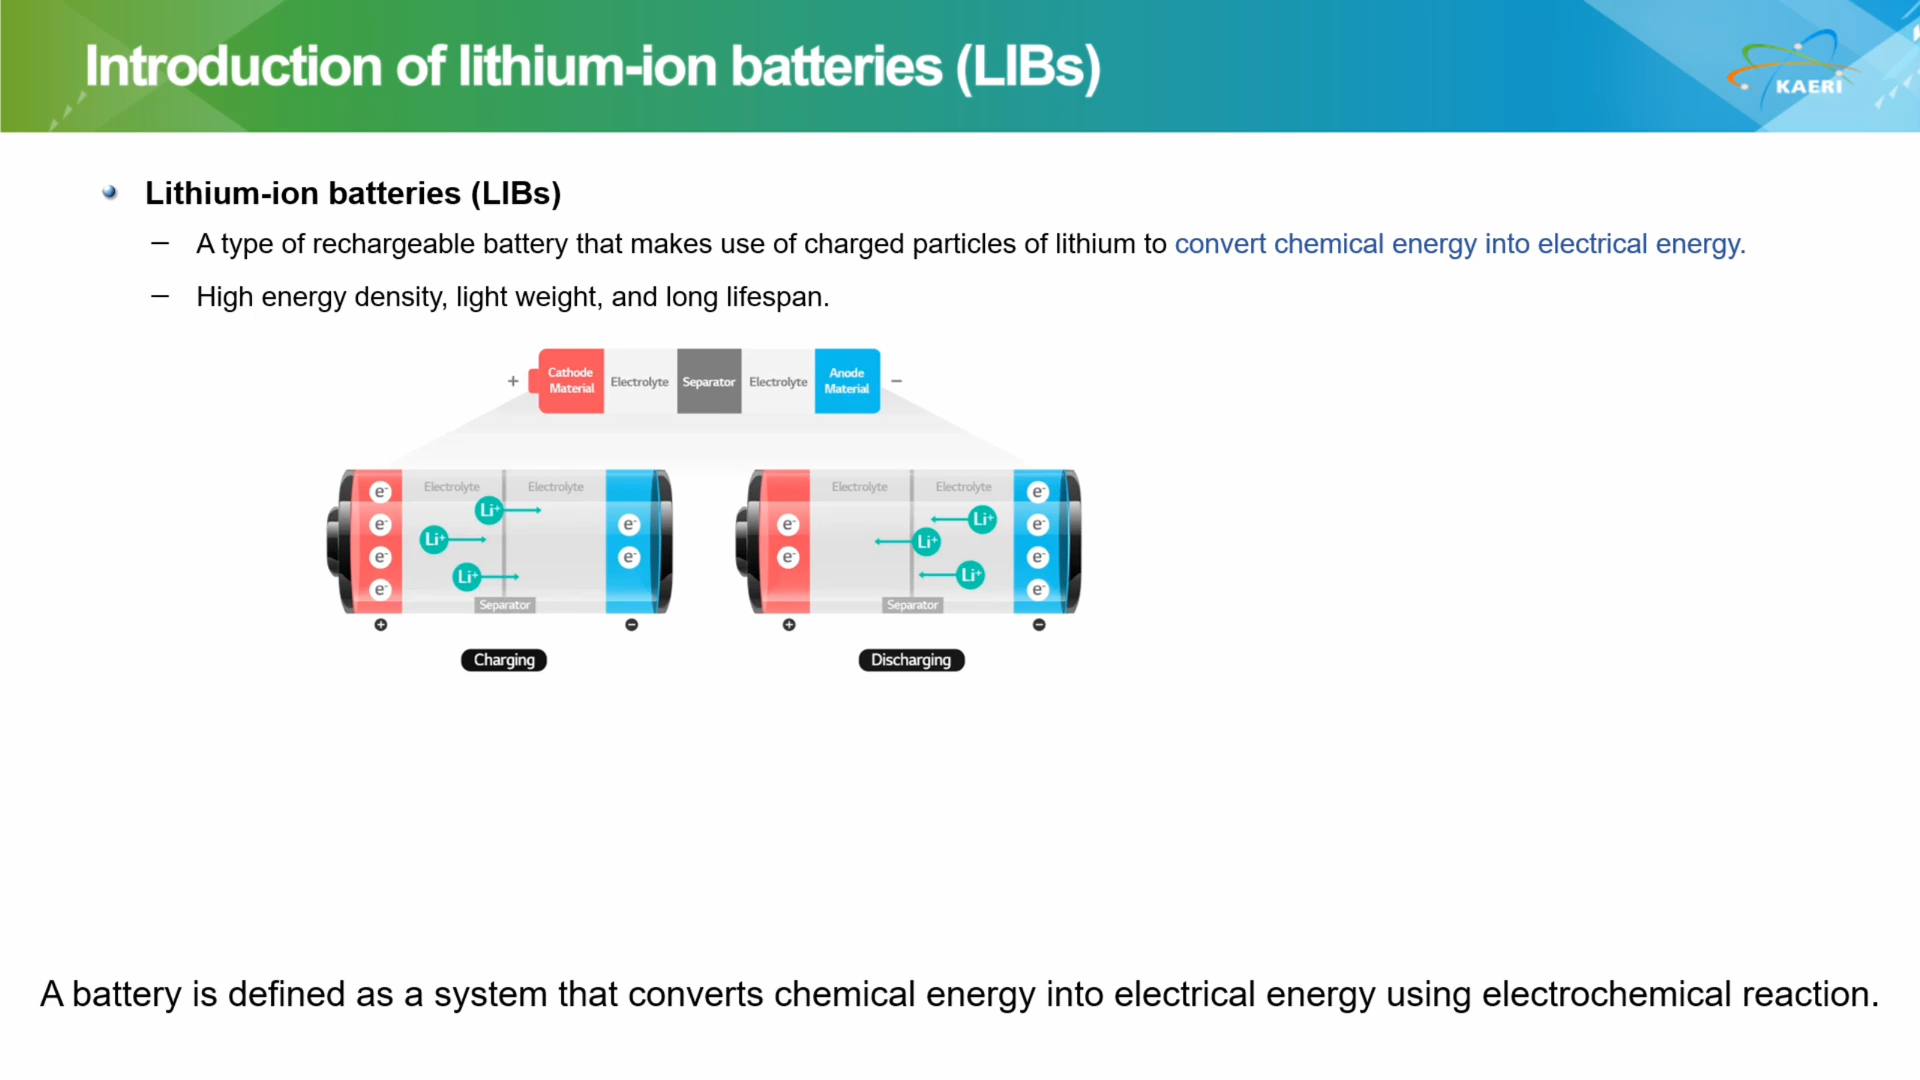 Introduction of lithium-ion batteries (LIBs)
KAERI
Lithium-ion batteries (LIBs)
– A type of rechargeable battery that makes use of charged particles of lithium to convert chemical energy into electrical energy.
– High energy density, light weight, and long lifespan.
+ Cathode Material Electrolyte Separator Electrolyte Anode Material −
e- e- e- e- Electrolyte Electrolyte Li+ Li+ Li+ e- e- Separator
+ −
Charging
e- e- Electrolyte Electrolyte Li+ Li+ Li+ e- e- e- e- Separator
+ −
Discharging
A battery is defined as a system that converts chemical energy into electrical energy using electrochemical reaction.